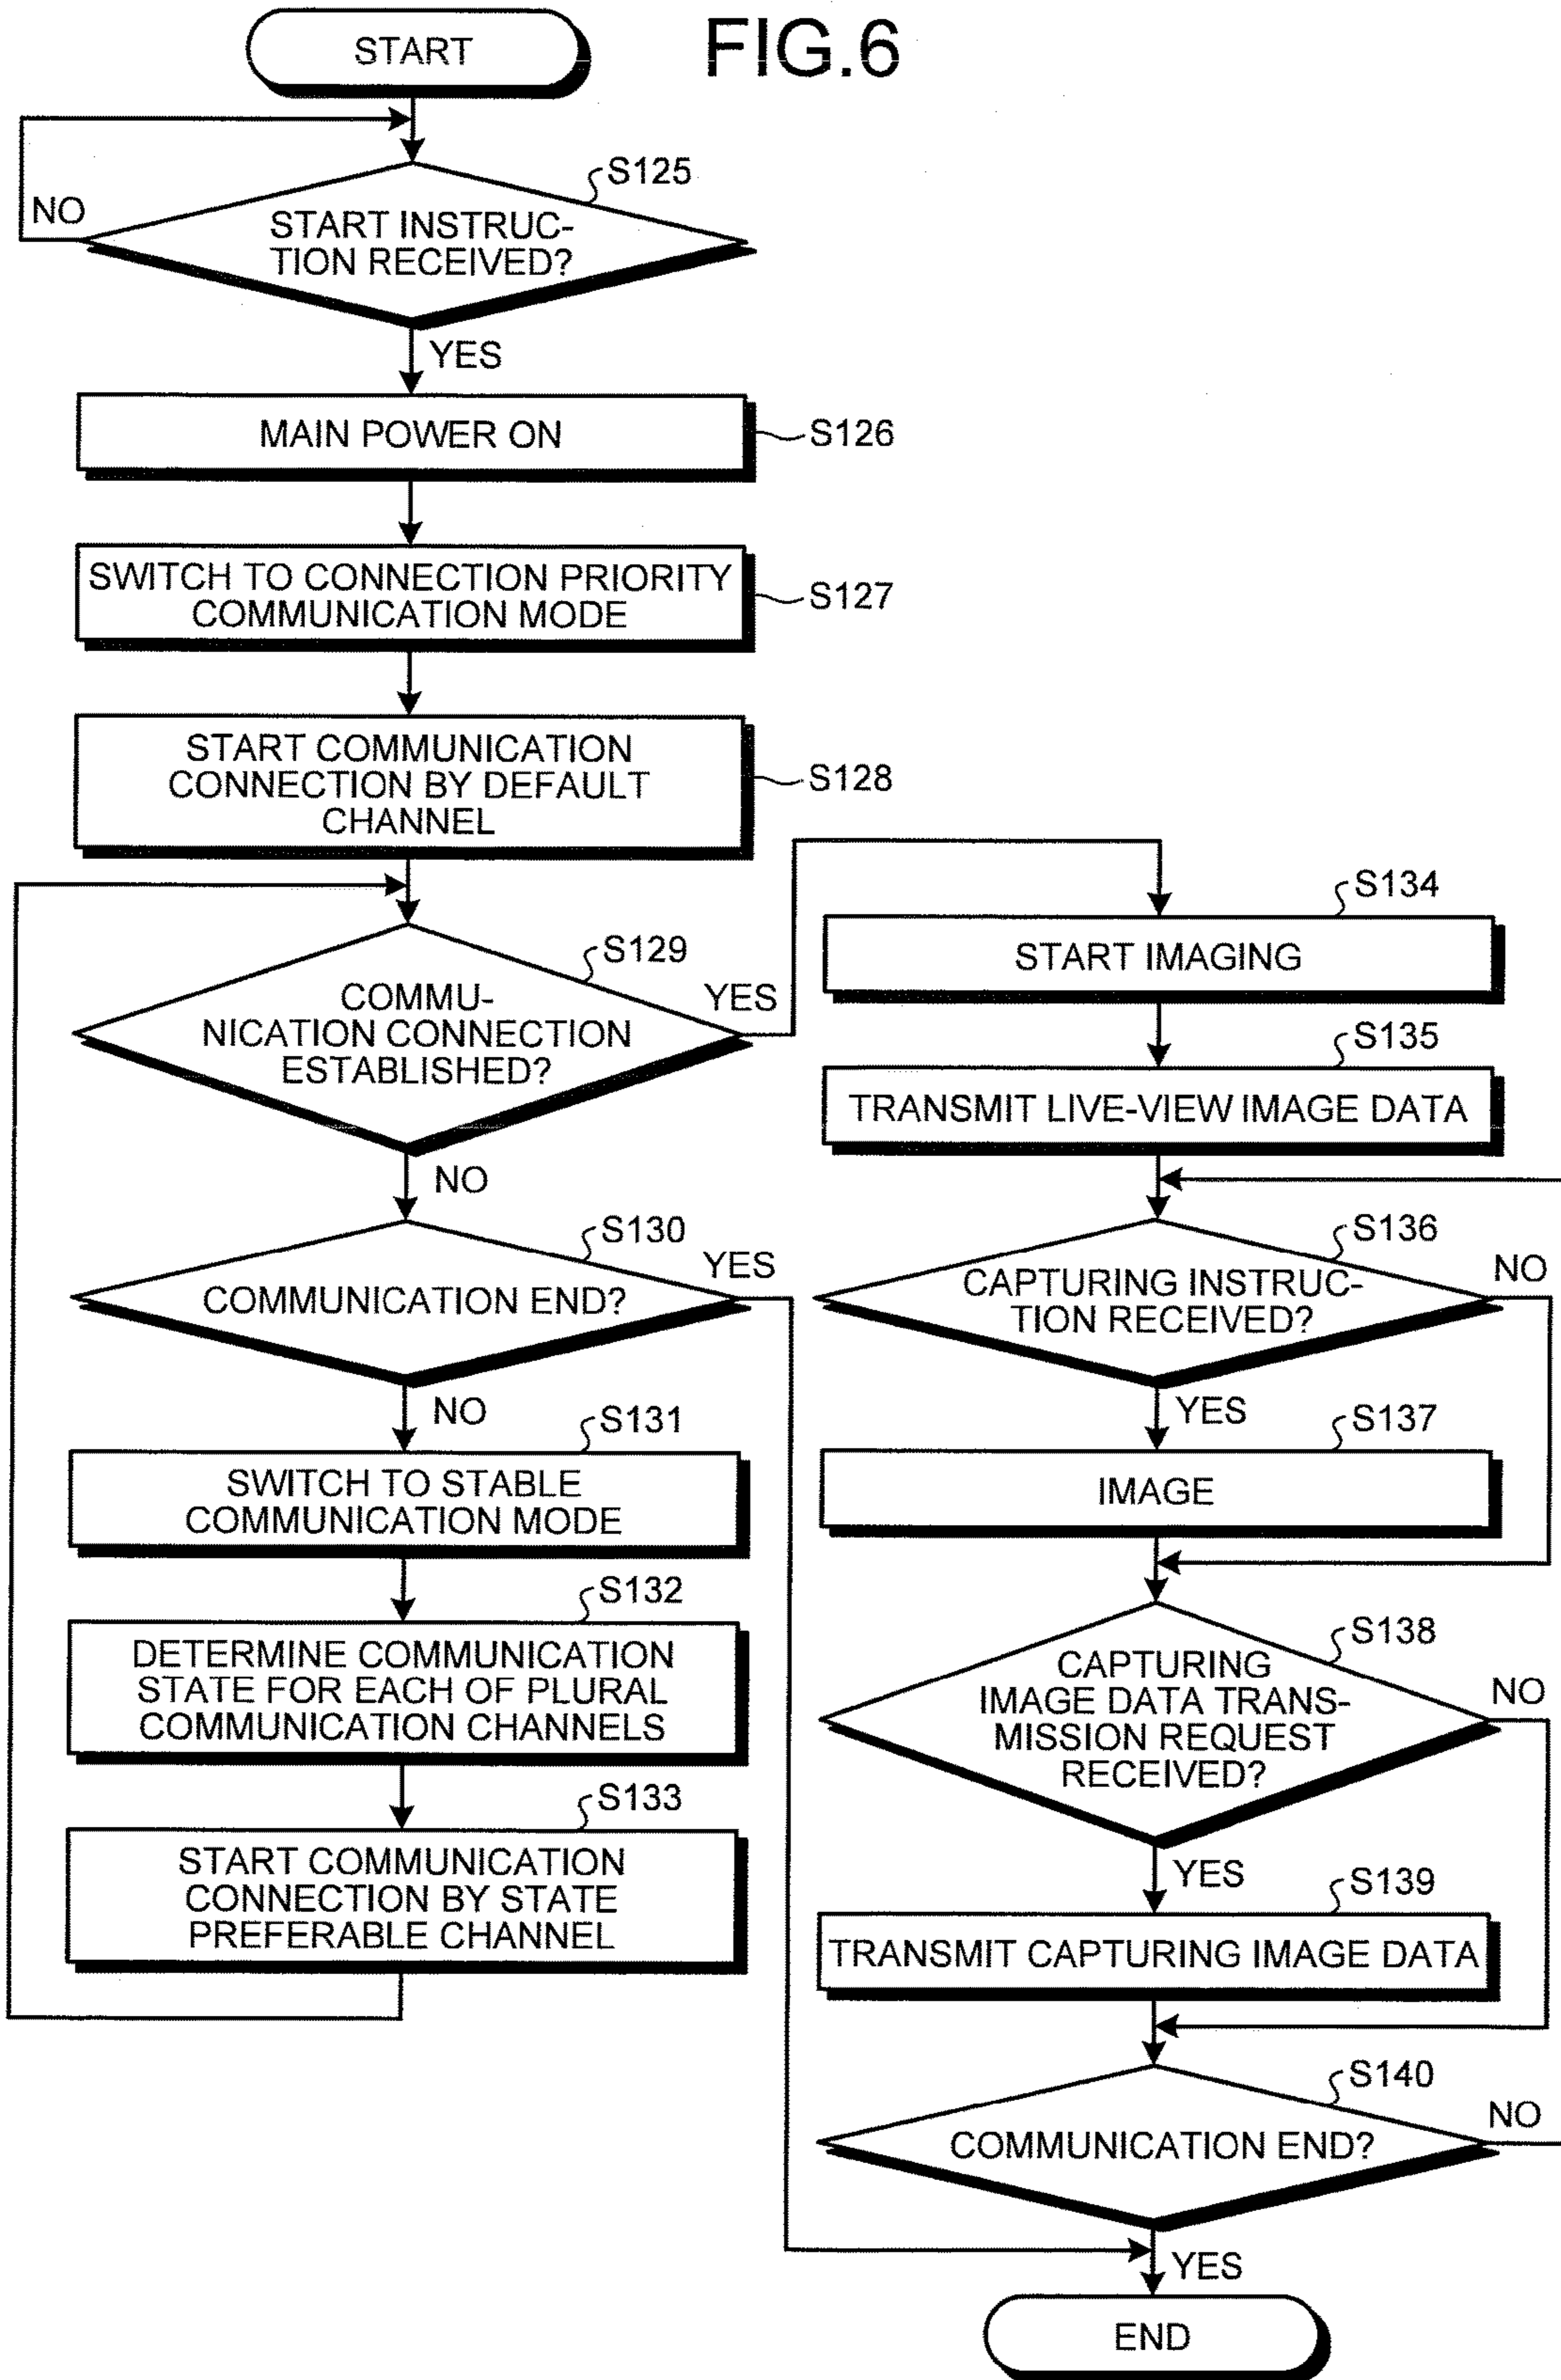 FIG.6
START
S125
NO
START INSTRUC-
TION RECEIVED?
YES
MAIN POWER ON
S126
SWITCH TO CONNECTION PRIORITY
COMMUNICATION MODE
S127
START COMMUNICATION
CONNECTION BY DEFAULT
CHANNEL
S128
S129
COMMU-
NICATION CONNECTION
ESTABLISHED?
YES
NO
S130
COMMUNICATION END?
YES
NO
S131
SWITCH TO STABLE
COMMUNICATION MODE
S132
DETERMINE COMMUNICATION
STATE FOR EACH OF PLURAL
COMMUNICATION CHANNELS
S133
START COMMUNICATION
CONNECTION BY STATE
PREFERABLE CHANNEL
S134
START IMAGING
S135
TRANSMIT LIVE-VIEW IMAGE DATA
S136
CAPTURING INSTRUC-
TION RECEIVED?
NO
YES
S137
IMAGE
S138
CAPTURING
IMAGE DATA TRANS-
MISSION REQUEST
RECEIVED?
NO
YES
S139
TRANSMIT CAPTURING IMAGE DATA
S140
COMMUNICATION END?
NO
YES
END